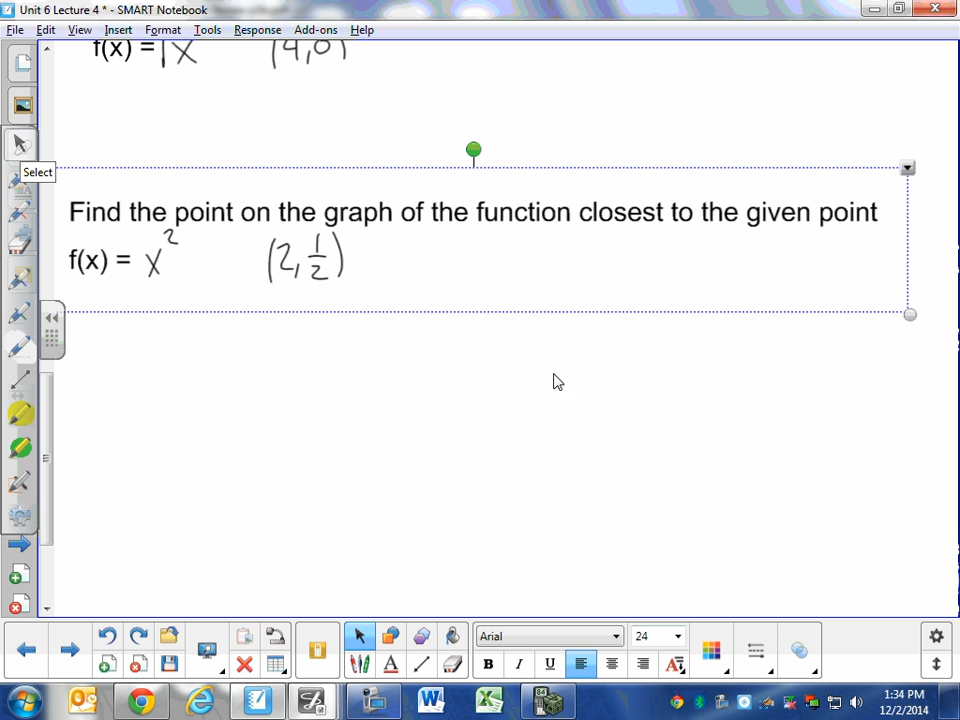 Unit 6 Lecture 4 * - SMART Notebook
File Edit View Insert Format Tools Response Add-ons Help
f(x) = √x (4,0)
Select
Find the point on the graph of the function closest to the given point
f(x) = x² (2, 1/2)
Arial 24
B I U A
1:34 PM
12/2/2014